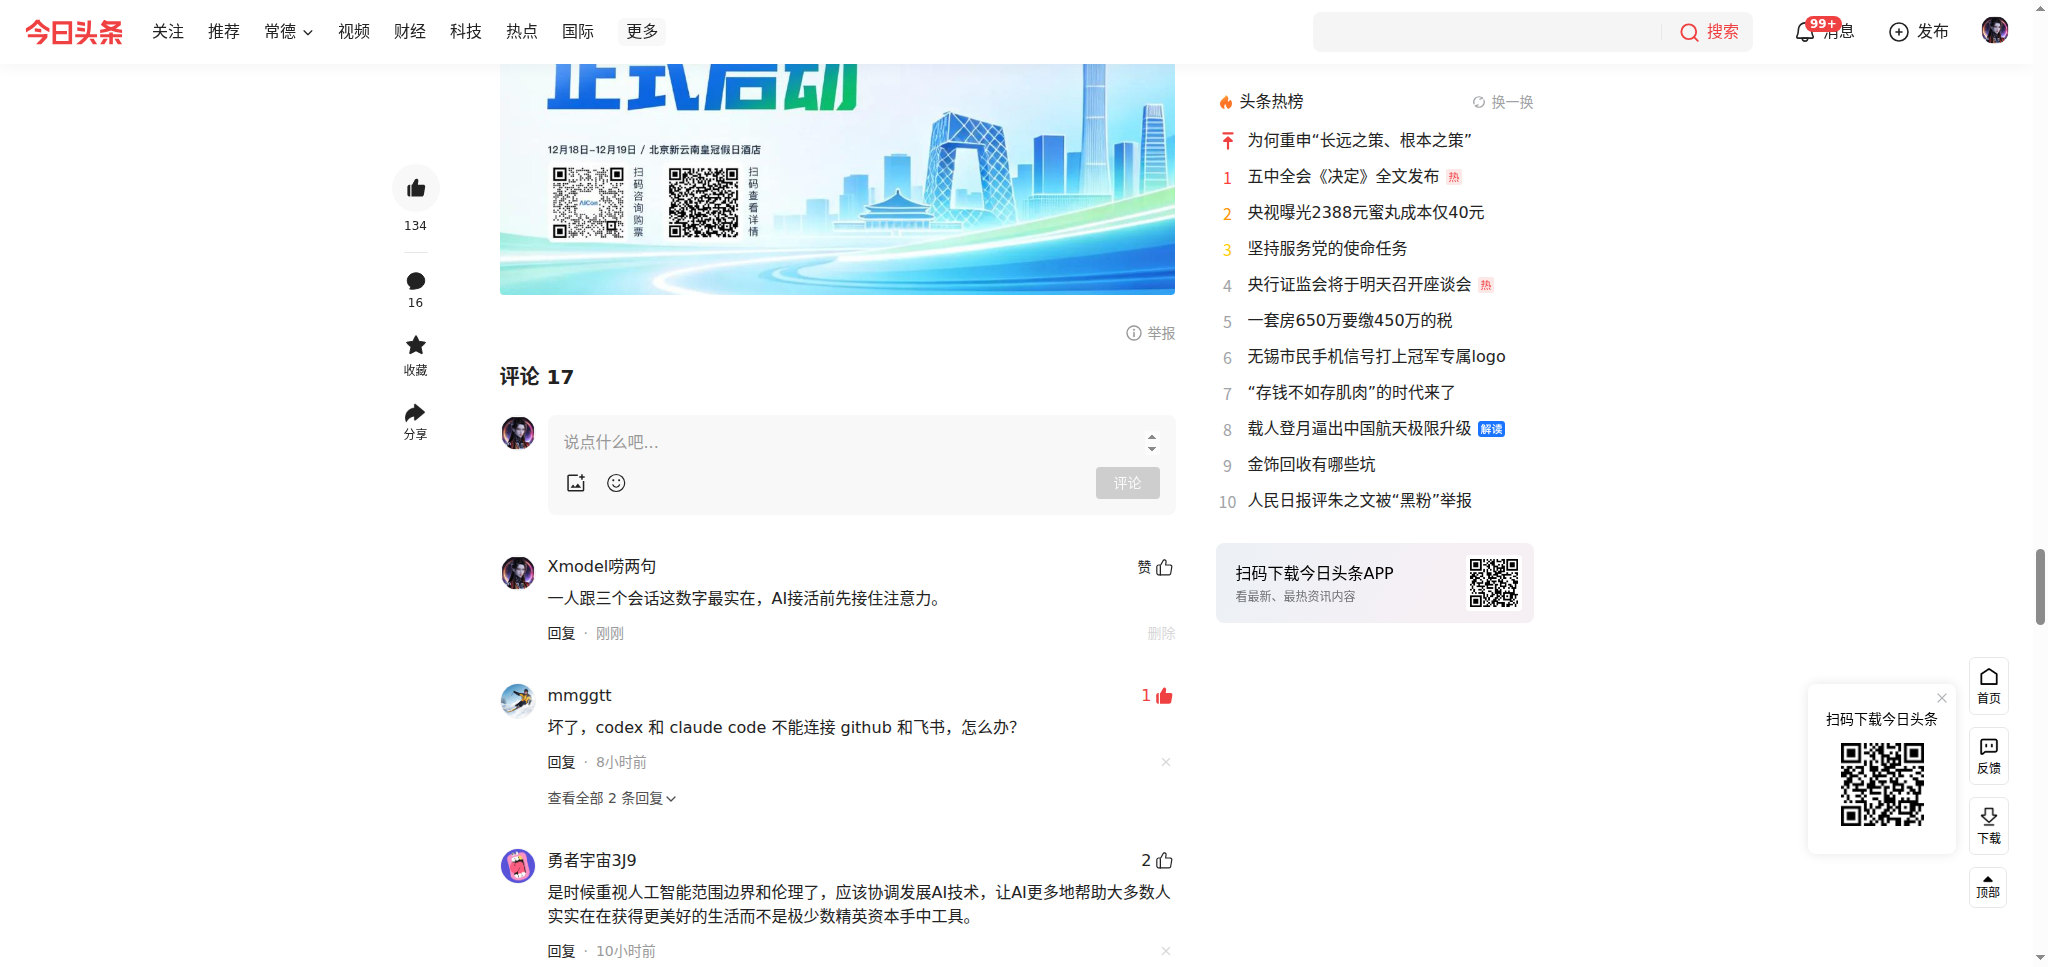 今日头条
关注 推荐 常德 视频 财经 科技 热点 国际 更多
搜索
99+
消息
发布
正式启动
12月18日-12月19日 / 北京新云南皇冠假日酒店
扫码咨询购票
扫码查看详情
AICon
134
16
收藏
分享
举报
评论 17
说点什么吧...
评论
Xmodel唠两句
赞
一人跟三个会话这数字最实在，AI接活前先接住注意力。
回复 · 刚刚
删除
mmggtt
1
坏了，codex 和 claude code 不能连接 github 和飞书，怎么办？
回复 · 8小时前
查看全部 2 条回复
勇者宇宙3J9
2
是时候重视人工智能范围边界和伦理了，应该协调发展AI技术，让AI更多地帮助大多数人
实实在在获得更美好的生活而不是极少数精英资本手中工具。
回复 · 10小时前
头条热榜
换一换
为何重申“长远之策、根本之策”
1 五中全会《决定》全文发布 热
2 央视曝光2388元蜜丸成本仅40元
3 坚持服务党的使命任务
4 央行证监会将于明天召开座谈会 热
5 一套房650万要缴450万的税
6 无锡市民手机信号打上冠军专属logo
7 “存钱不如存肌肉”的时代来了
8 载人登月逼出中国航天极限升级 解读
9 金饰回收有哪些坑
10 人民日报评朱之文被“黑粉”举报
扫码下载今日头条APP
看最新、最热资讯内容
扫码下载今日头条
首页
反馈
下载
顶部